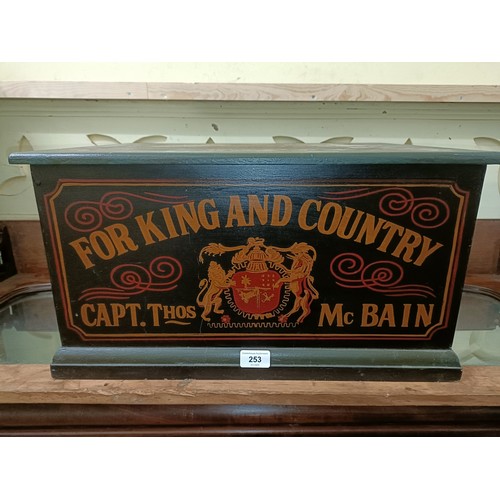 FOR KING AND COUNTRY
CAPT. THOS MC BAIN
253